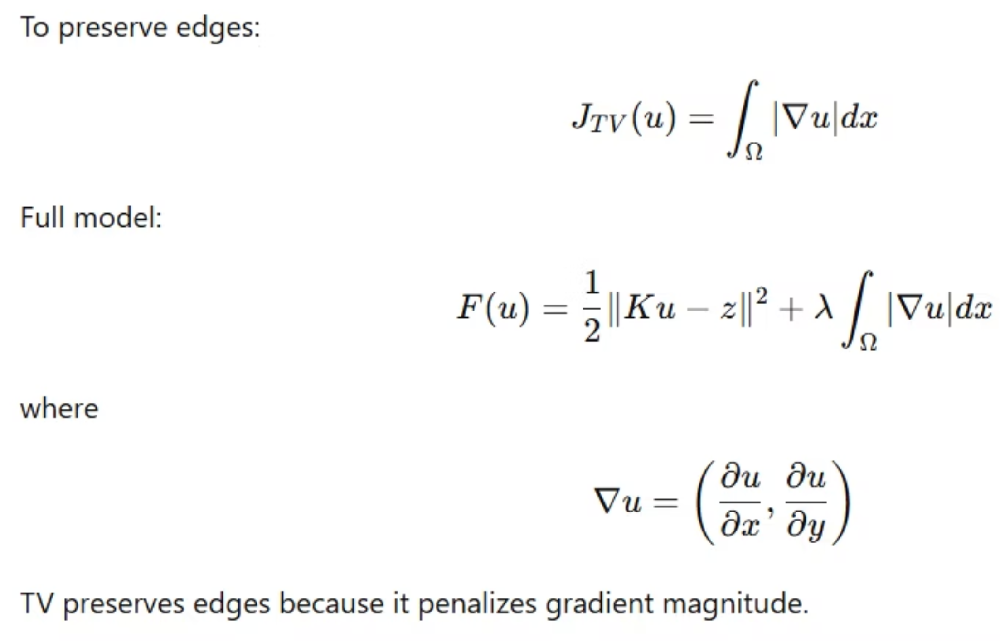 To preserve edges:
J_{TV}(u) = \int_{\Omega} |\nabla u| dx
Full model:
F(u) = \frac{1}{2} \|Ku - z\|^2 + \lambda \int_{\Omega} |\nabla u| dx
where
\nabla u = \left( \frac{\partial u}{\partial x}, \frac{\partial u}{\partial y} \right)
TV preserves edges because it penalizes gradient magnitude.